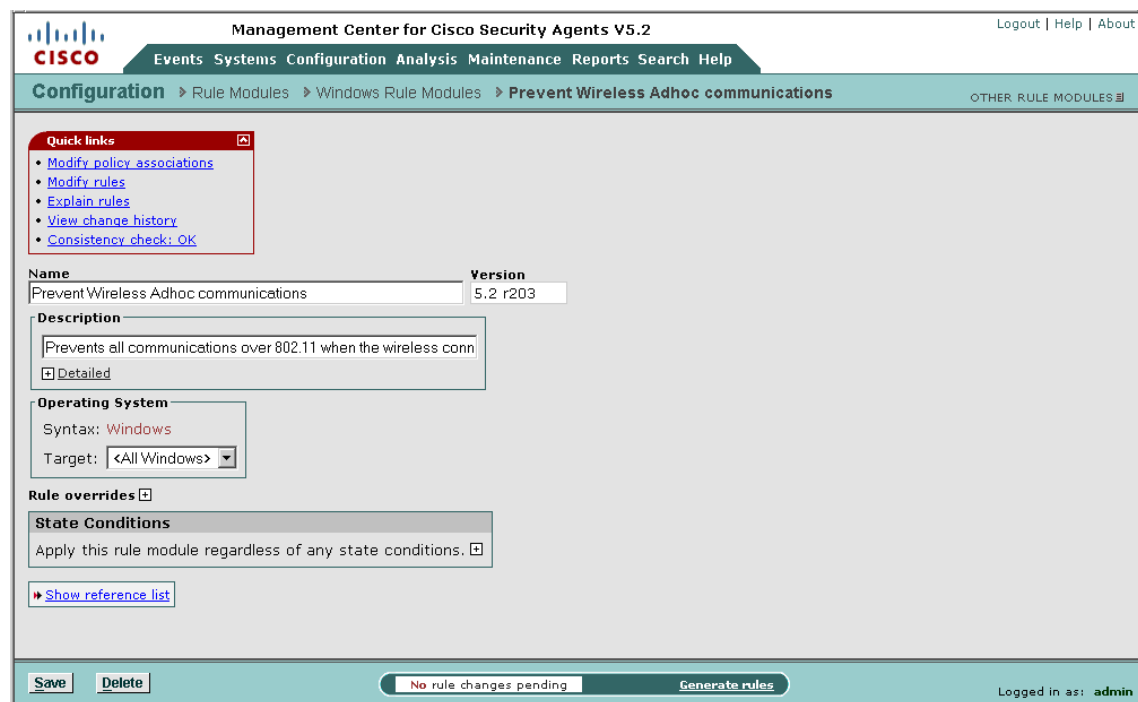 Management Center for Cisco Security Agents V5.2
Logout | Help | About
CISCO
Events Systems Configuration Analysis Maintenance Reports Search Help
Configuration Rule Modules Windows Rule Modules Prevent Wireless Adhoc communications
OTHER RULE MODULES
Quick links
Modify policy associations
Modify rules
Explain rules
View change history
Consistency check: OK
Name
Version
Prevent Wireless Adhoc communications
5.2 r203
Description
Prevents all communications over 802.11 when the wireless conn
Detailed
Operating System
Syntax: Windows
Target: <All Windows>
Rule overrides
State Conditions
Apply this rule module regardless of any state conditions.
Show reference list
Save
Delete
No rule changes pending
Generate rules
Logged in as: admin